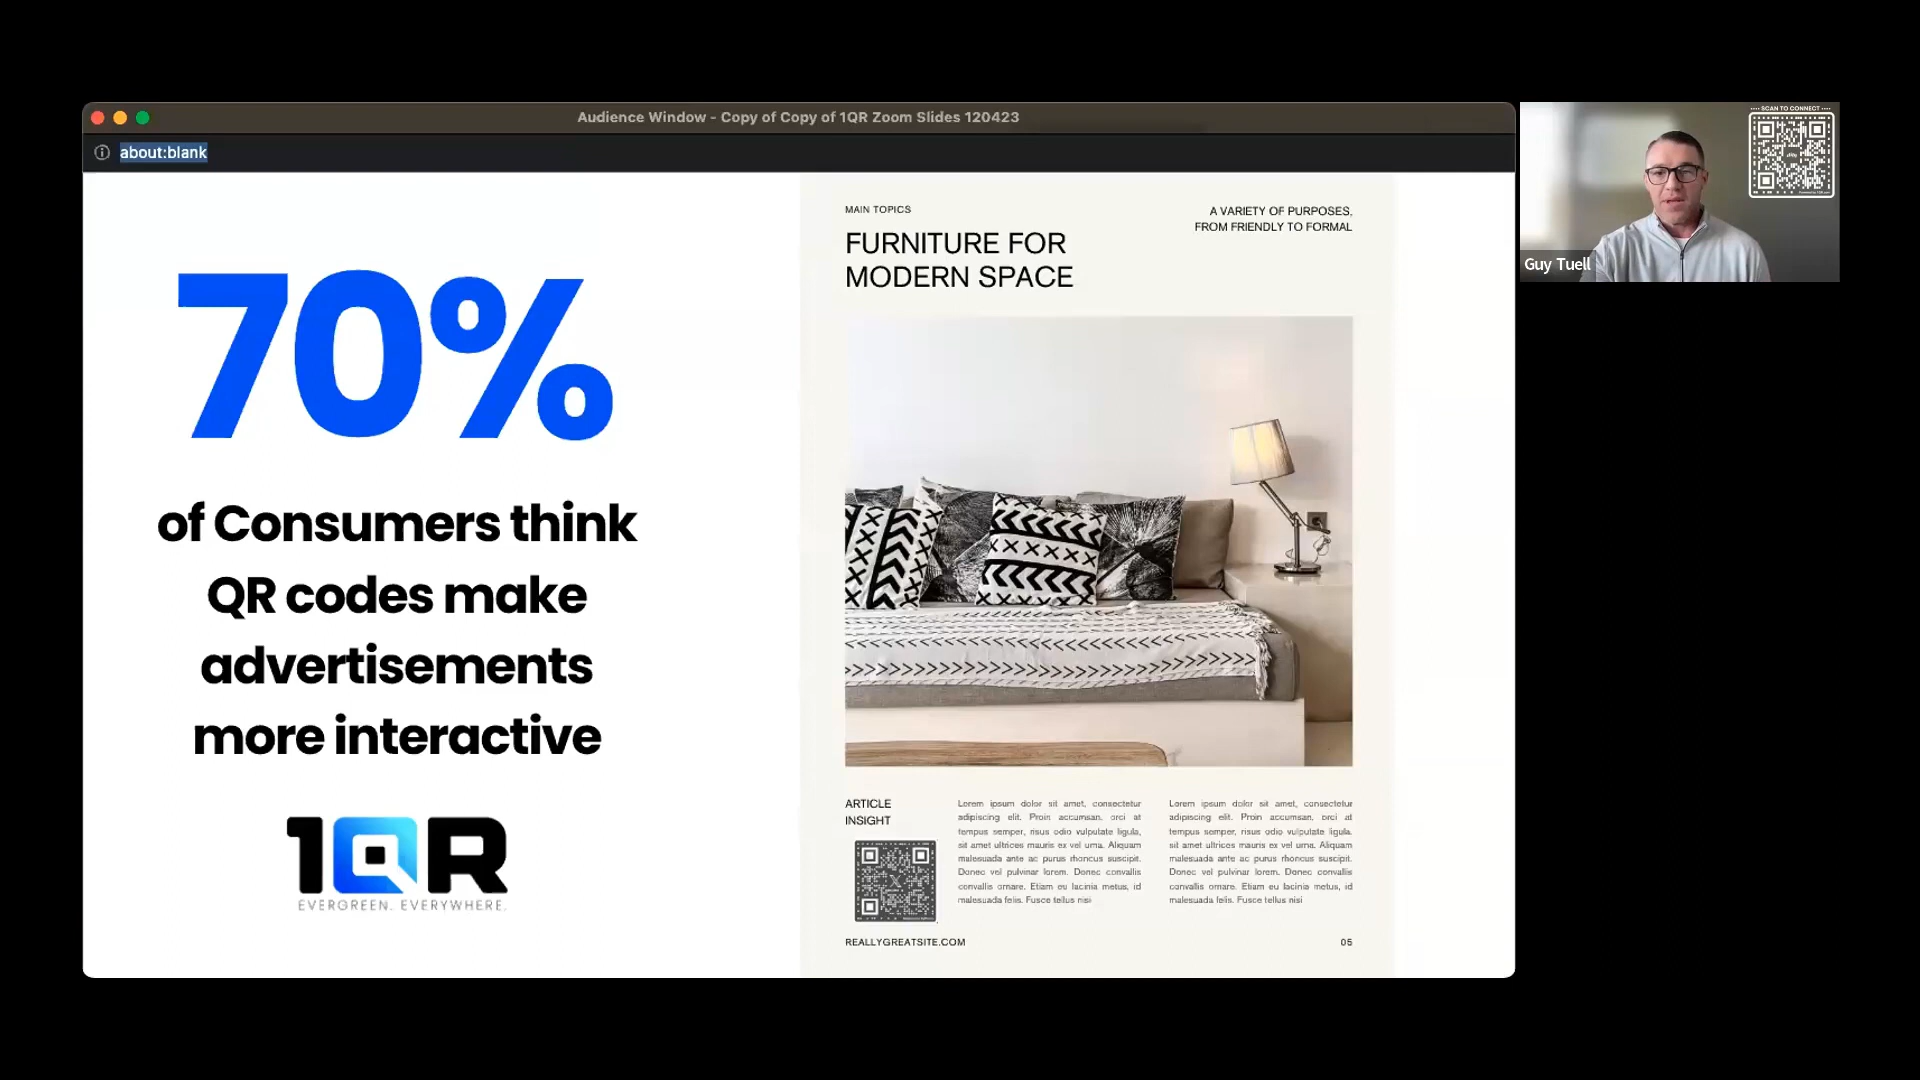 Audience Window - Copy of Copy of 1QR Zoom Slides 120423
about:blank
70%
of Consumers think
QR codes make
advertisements
more interactive
1QR
EVERGREEN. EVERYWHERE.
MAIN TOPICS
FURNITURE FOR
MODERN SPACE
A VARIETY OF PURPOSES,
FROM FRIENDLY TO FORMAL
ARTICLE
INSIGHT
Lorem ipsum dolor sit amet, consectetur
adipiscing elit. Proin accumsan, orci at
tempus semper, risus odio vulputate ligula,
sit amet ultrices mauris ex vel urna. Aliquam
malesuada ante ac purus rhoncus suscipit.
Donec vel pulvinar lorem. Donec convallis
convallis ornare. Etiam eu lacinia metus, id
malesuada felis. Fusce tellus nisi
Lorem ipsum dolor sit amet, consectetur
adipiscing elit. Proin accumsan, orci at
tempus semper, risus odio vulputate ligula,
sit amet ultrices mauris ex vel urna. Aliquam
malesuada ante ac purus rhoncus suscipit.
Donec vel pulvinar lorem. Donec convallis
convallis ornare. Etiam eu lacinia metus, id
malesuada felis. Fusce tellus nisi
REALLYGREATSITE.COM
05
SCAN TO CONNECT
Guy Tuell